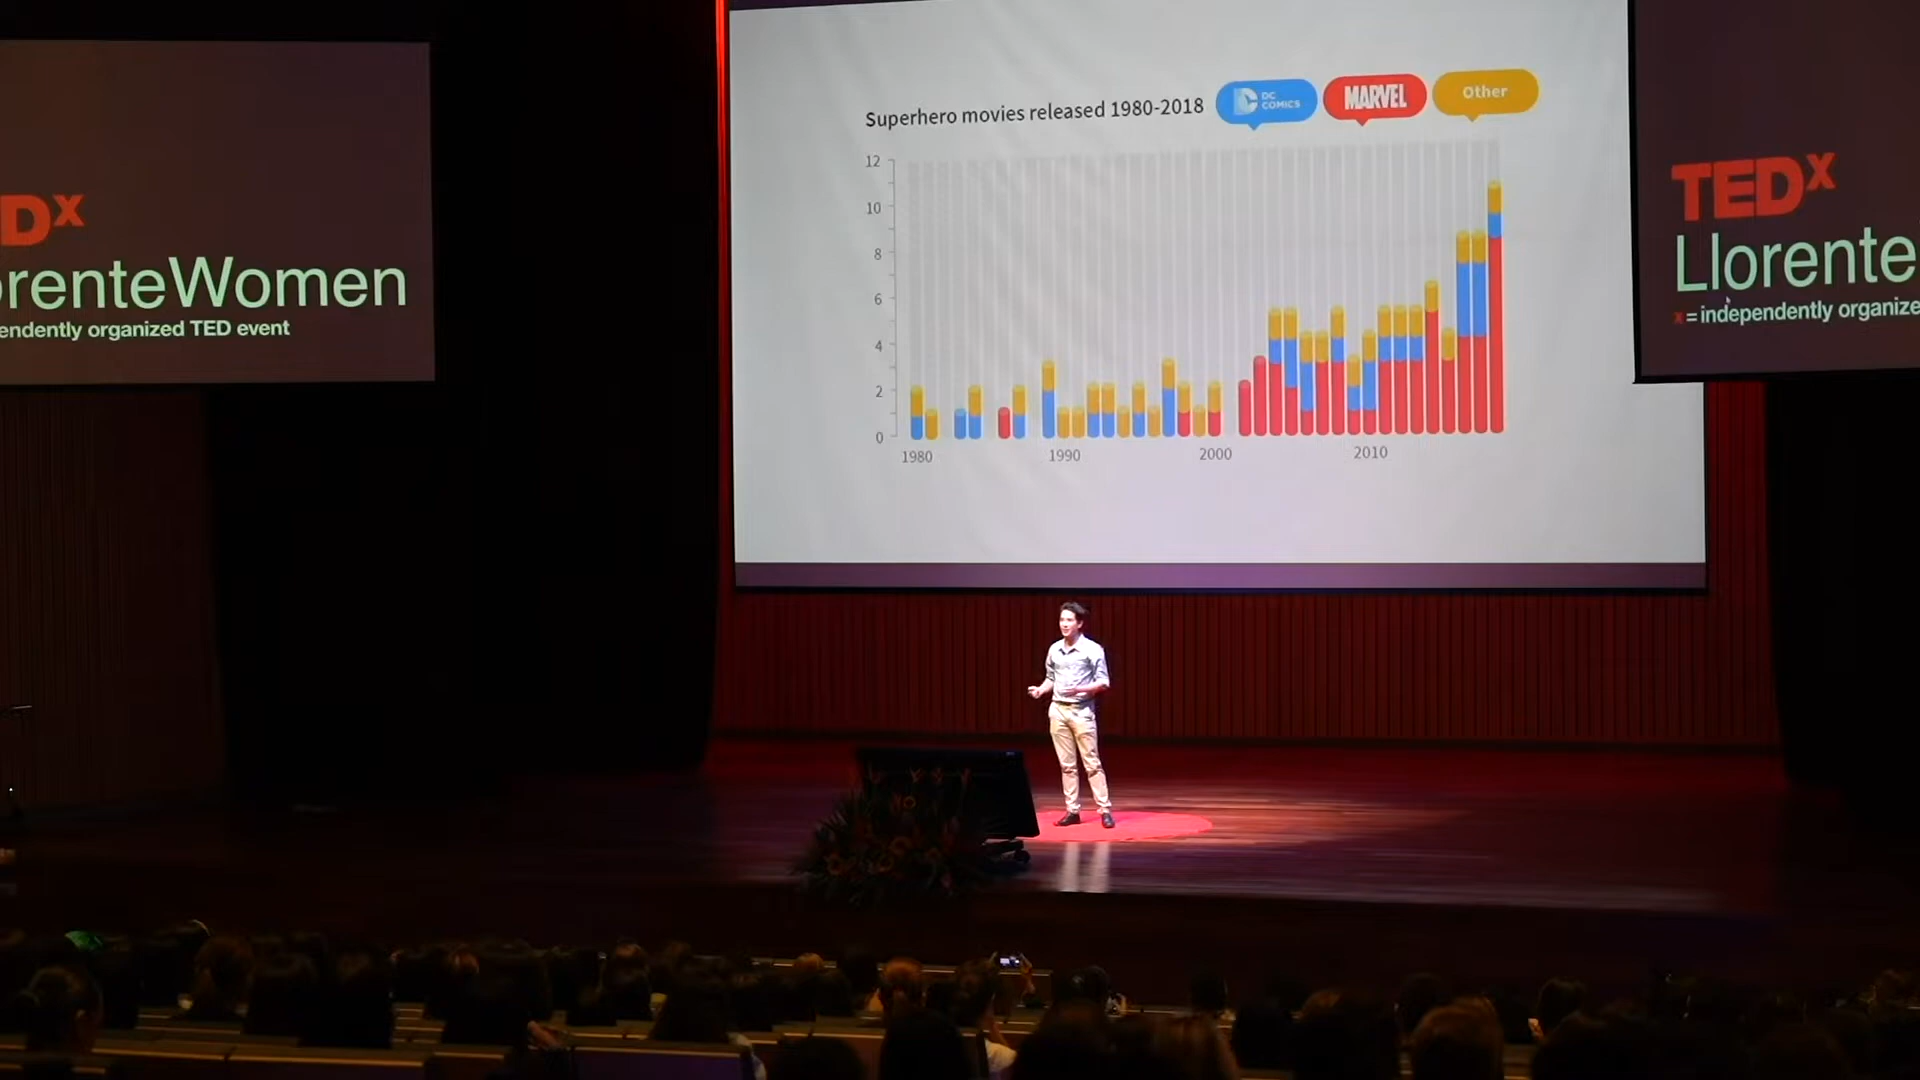 Dx
orenteWomen
endently organized TED event
Superhero movies released 1980-2018
DC
COMICS
MARVEL
Other
12
10
8
6
4
2
0
1980
1990
2000
2010
TEDx
Llorente
x = independently organize